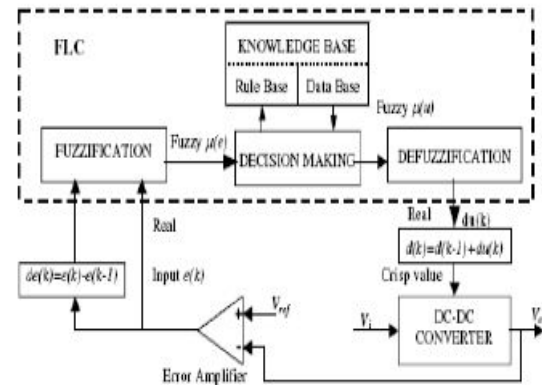 FLC
KNOWLEDGE BASE
Rule Base
Data Base
Fuzzy μ(u)
FUZZIFICATION
Fuzzy μ(e)
DECISION MAKING
DEFUZZIFICATION
Real
Real
du(k)
de(k)=e(k)-e(k-1)
Input e(k)
d(k)=d(k-1)+du(k)
Crisp value
Vref
Vi
DC-DC
CONVERTER
Error Amplifier